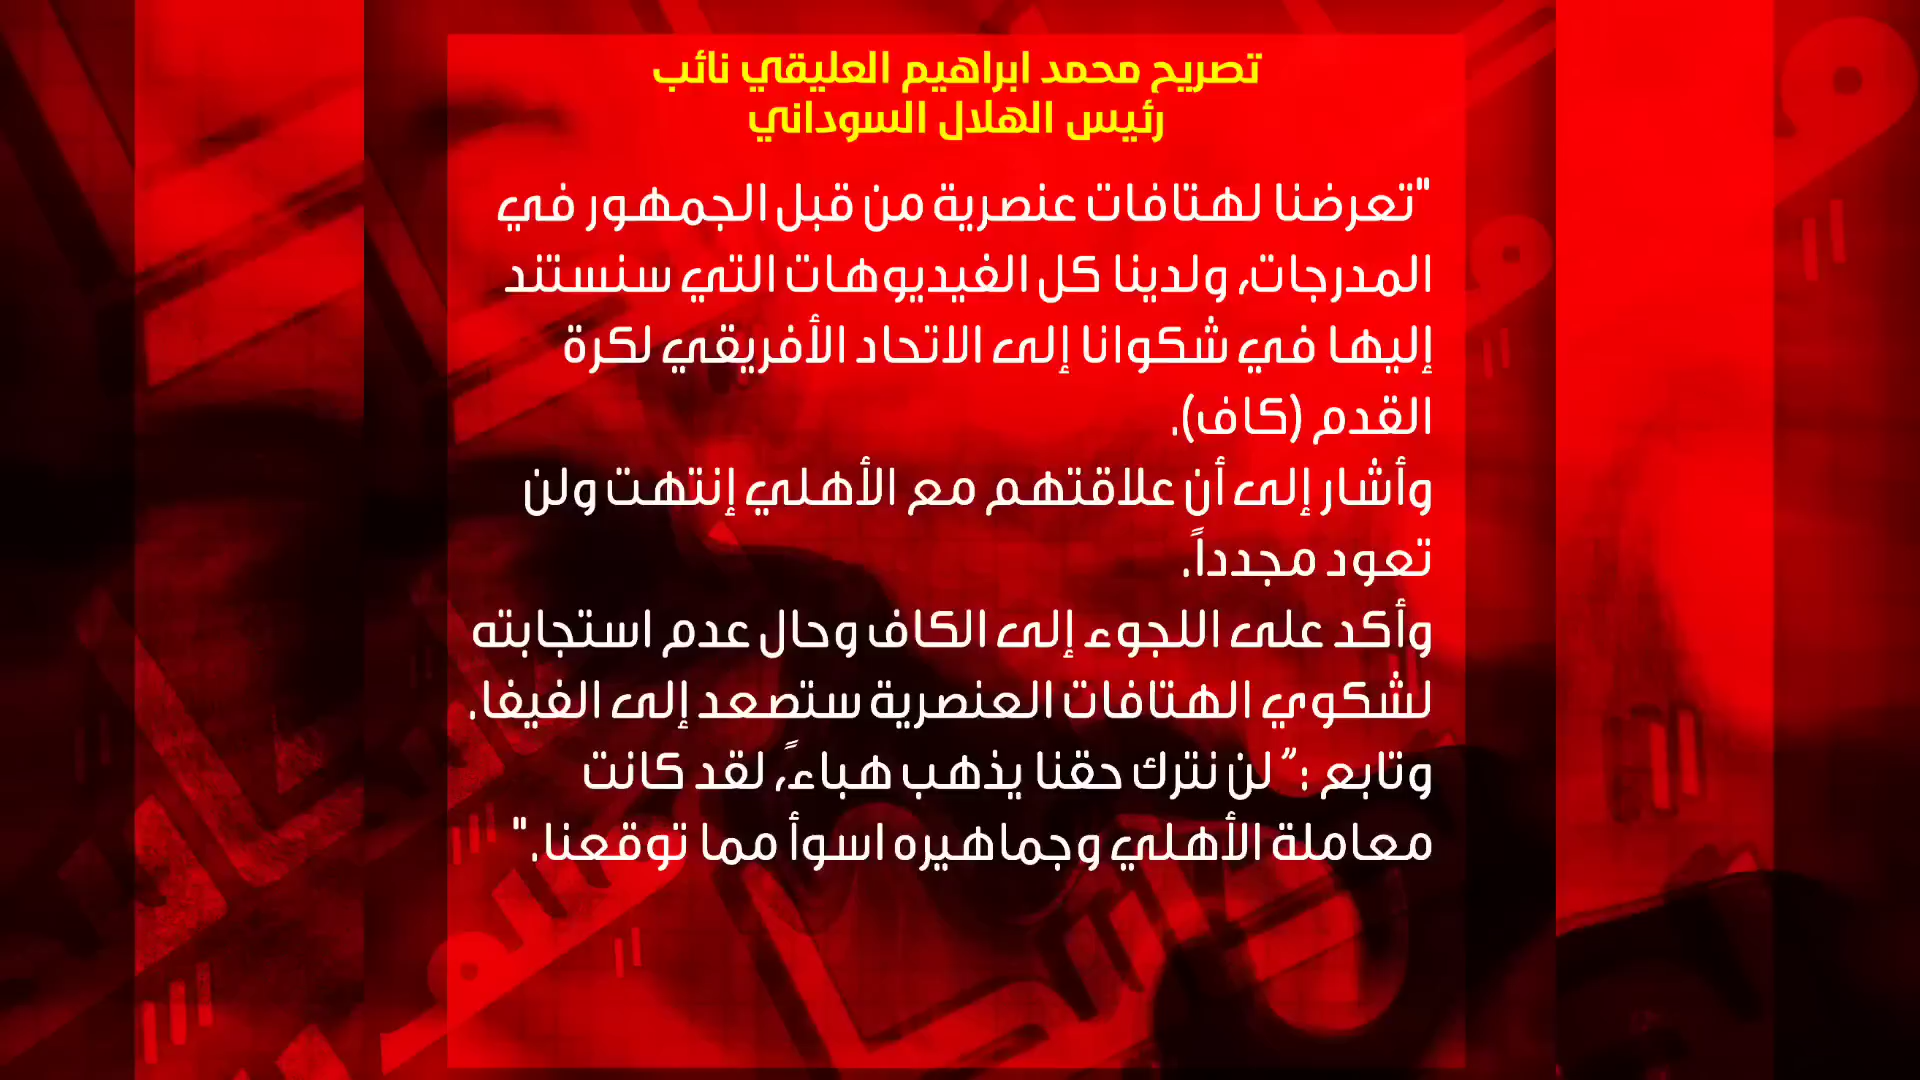 تصريح محمد ابراهيم العليقي نائب
رئيس الهلال السوداني
"تعرضنا لهتافات عنصرية من قبل الجمهور في
المدرجات، ولدينا كل الفيديوهات التي سنستند
إليها في شكوانا إلى الاتحاد الأفريقي لكرة
القدم (كاف).
وأشار إلى أن علاقتهم مع الأهلي إنتهت ولن
تعود مجدداً.
وأكد على اللجوء إلى الكاف وحال عدم استجابته
لشكوي الهتافات العنصرية ستصعد إلى الفيفا.
وتابع :” لن نترك حقنا يذهب هباءً، لقد كانت
معاملة الأهلي وجماهيره اسوأ مما توقعنا."